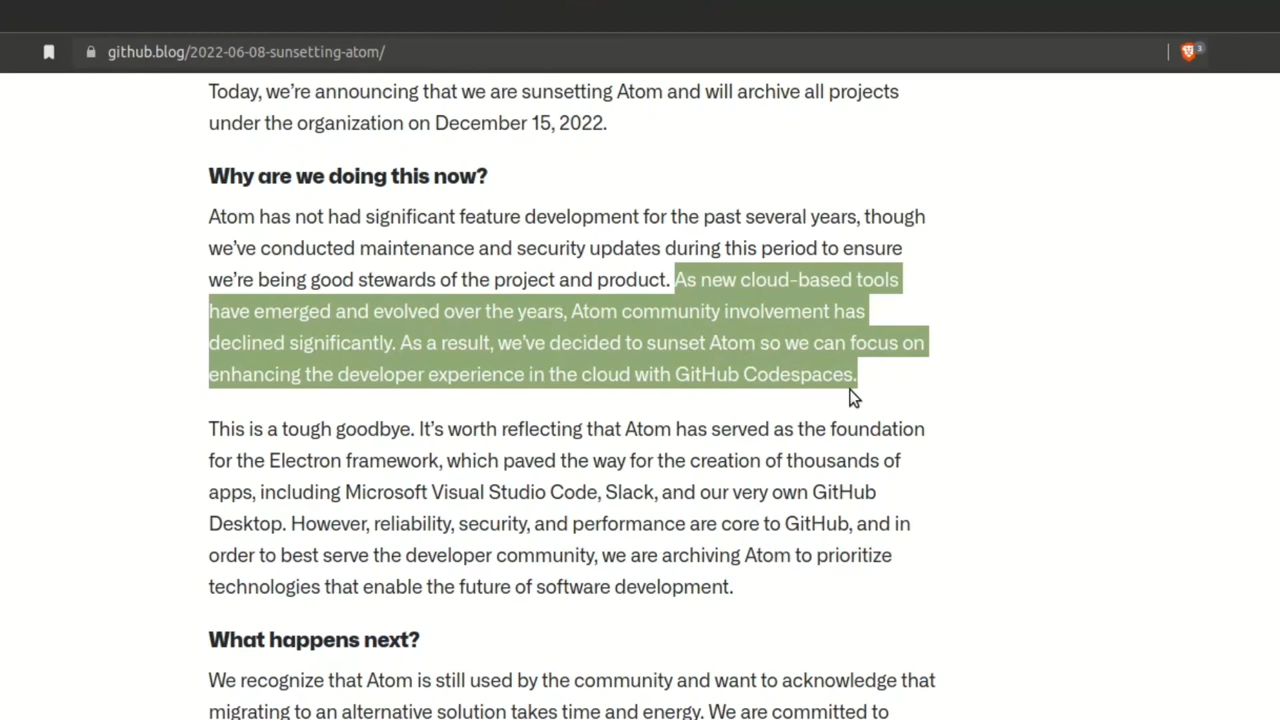 github.blog/2022-06-08-sunsetting-atom/
3
Today, we’re announcing that we are sunsetting Atom and will archive all projects
under the organization on December 15, 2022.
Why are we doing this now?
Atom has not had significant feature development for the past several years, though
we’ve conducted maintenance and security updates during this period to ensure
we’re being good stewards of the project and product. As new cloud-based tools
have emerged and evolved over the years, Atom community involvement has
declined significantly. As a result, we’ve decided to sunset Atom so we can focus on
enhancing the developer experience in the cloud with GitHub Codespaces.
This is a tough goodbye. It’s worth reflecting that Atom has served as the foundation
for the Electron framework, which paved the way for the creation of thousands of
apps, including Microsoft Visual Studio Code, Slack, and our very own GitHub
Desktop. However, reliability, security, and performance are core to GitHub, and in
order to best serve the developer community, we are archiving Atom to prioritize
technologies that enable the future of software development.
What happens next?
We recognize that Atom is still used by the community and want to acknowledge that
migrating to an alternative solution takes time and energy. We are committed to